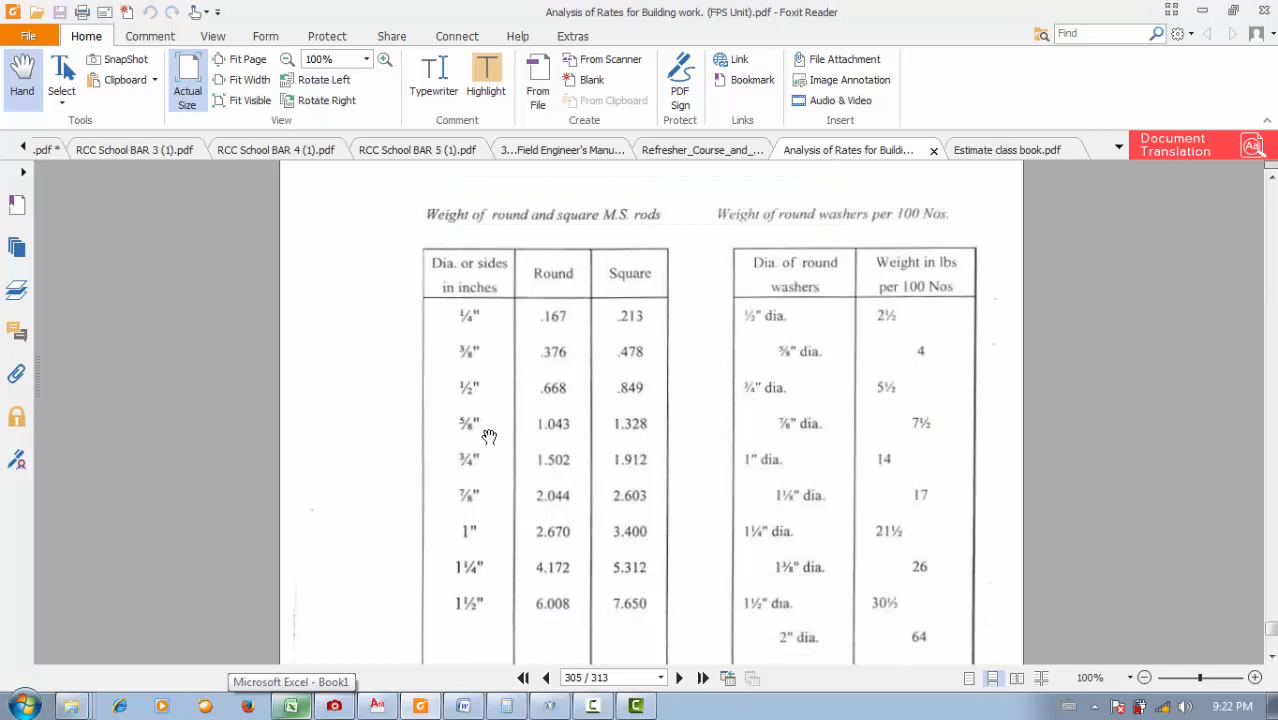 Analysis of Rates for Building work. (FPS Unit).pdf - Foxit Reader
File Home Comment View Form Protect Share Connect Help Extras Find
Hand
Select
SnapShot
Clipboard
Tools
Actual Size
Fit Page
Fit Width
Fit Visible
100%
Rotate Left
Rotate Right
View
Typewriter
Highlight
Comment
From File
From Scanner
Blank
From Clipboard
Create
PDF Sign
Protect
Link
Bookmark
Links
File Attachment
Image Annotation
Audio & Video
Insert
.pdf * RCC School BAR 3 (1).pdf RCC School BAR 4 (1).pdf RCC School BAR 5 (1).pdf 3...Field Engineer's Manu... Refresher_Course_and_... Analysis of Rates for Buildi... Estimate class book.pdf
Document Translation
Weight of round and square M.S. rods
Dia. or sides in inches Round Square
¼" .167 .213
⅜" .376 .478
½" .668 .849
⅝" 1.043 1.328
¾" 1.502 1.912
⅞" 2.044 2.603
1" 2.670 3.400
1¼" 4.172 5.312
1½" 6.008 7.650
Weight of round washers per 100 Nos.
Dia. of round washers Weight in lbs per 100 Nos
½" dia. 2½
⅝" dia. 4
¾" dia. 5½
⅞" dia. 7½
1" dia. 14
1⅛" dia. 17
1¼" dia. 21½
1⅜" dia. 26
1½" dia. 30½
2" dia. 64
Microsoft Excel - Book1
305 / 313
100%
9:22 PM